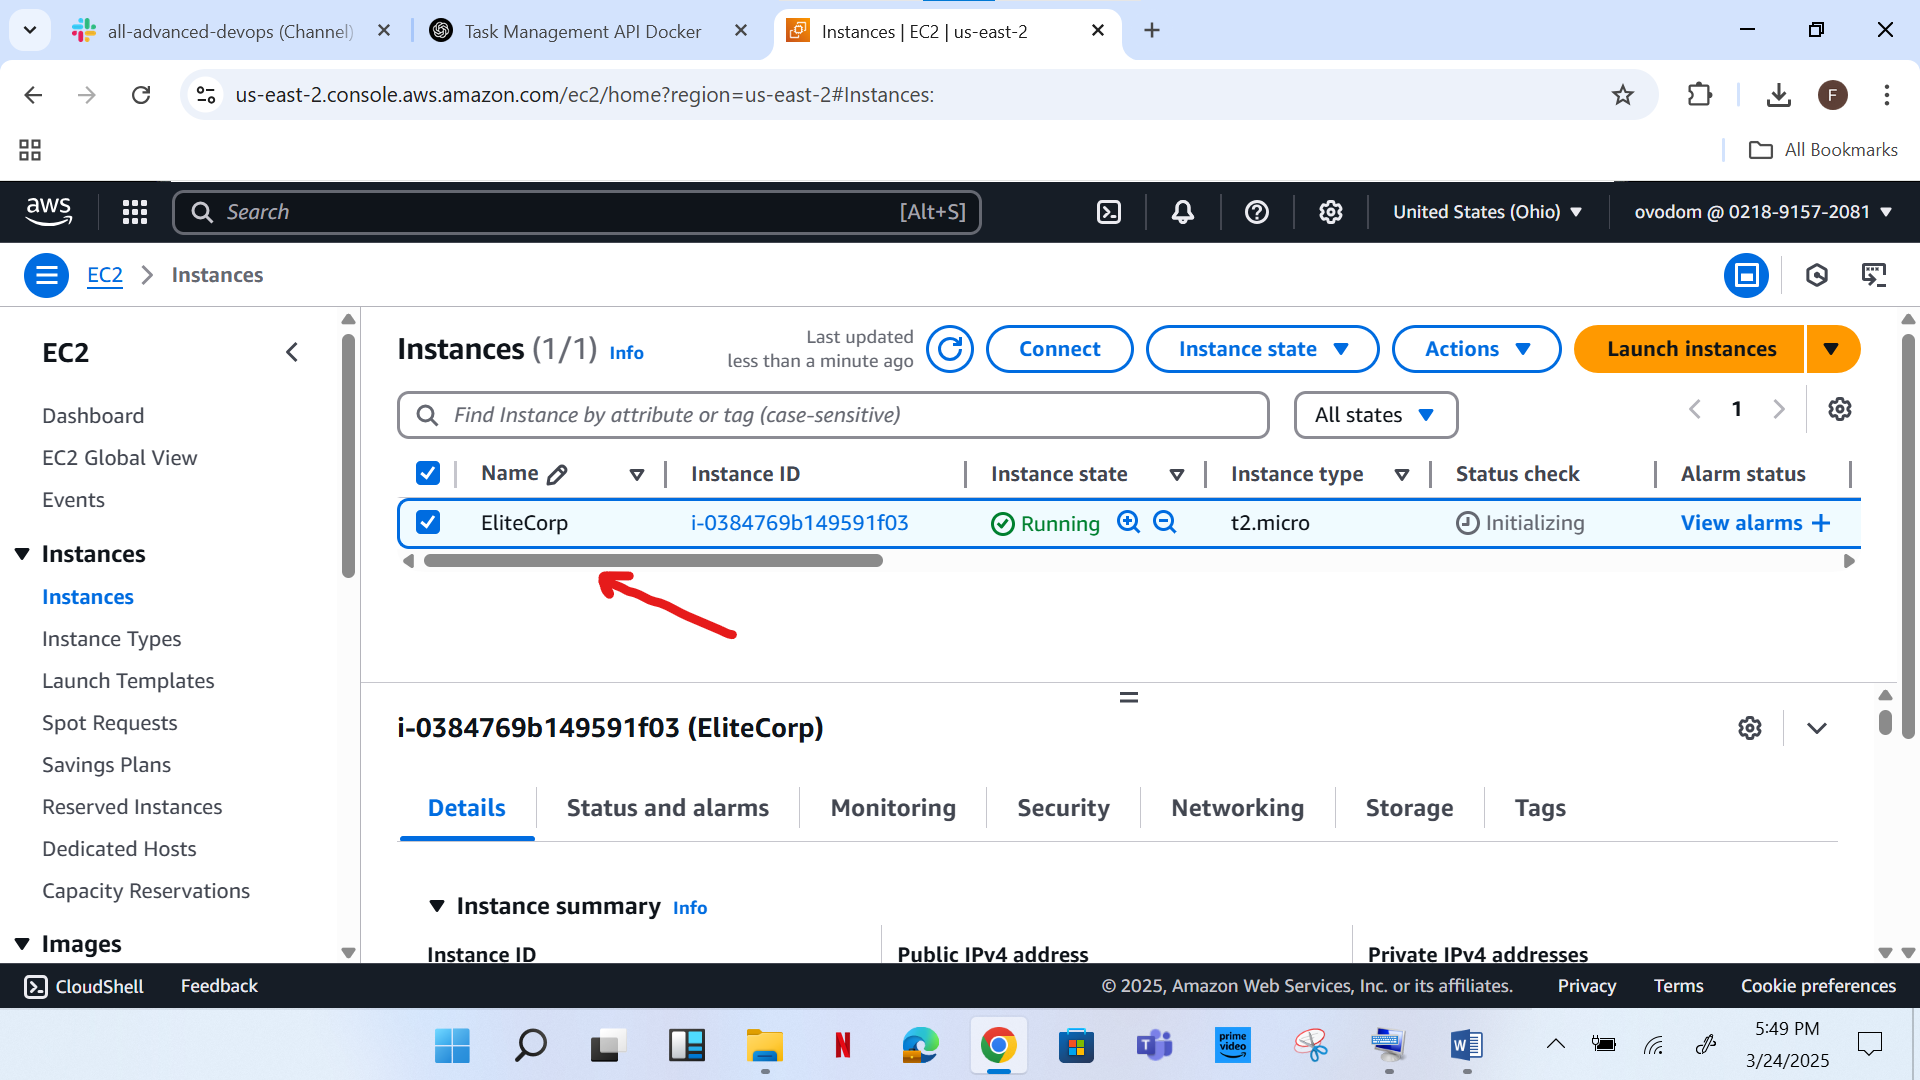 all-advanced-devops (Channel)
Task Management API Docker
Instances | EC2 | us-east-2
us-east-2.console.aws.amazon.com/ec2/home?region=us-east-2#Instances:
F
All Bookmarks
aws
Search
[Alt+S]
United States (Ohio)
ovodom @ 0218-9157-2081
EC2
Instances
EC2
Dashboard
EC2 Global View
Events
Instances
Instances
Instance Types
Launch Templates
Spot Requests
Savings Plans
Reserved Instances
Dedicated Hosts
Capacity Reservations
Images
Instances (1/1) Info
Last updated
less than a minute ago
Connect
Instance state
Actions
Launch instances
Find Instance by attribute or tag (case-sensitive)
All states
1
Name Instance ID Instance state Instance type Status check Alarm status
EliteCorp i-0384769b149591f03 Running t2.micro Initializing View alarms
i-0384769b149591f03 (EliteCorp)
Details Status and alarms Monitoring Security Networking Storage Tags
Instance summary Info
Instance ID Public IPv4 address Private IPv4 addresses
CloudShell Feedback © 2025, Amazon Web Services, Inc. or its affiliates. Privacy Terms Cookie preferences
N
T
prime
video
W
5:49 PM
3/24/2025